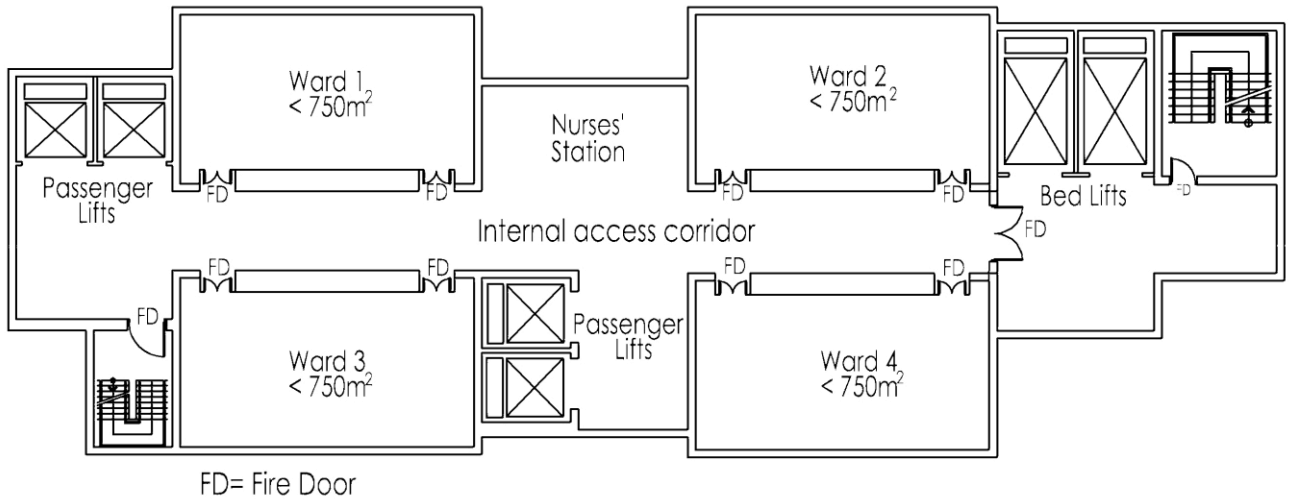 Ward 1
< 750m²
Ward 2
< 750m²
Nurses'
Station
Passenger
Lifts
FD
FD
FD
FD
Bed Lifts
FD
Internal access corridor
FD
FD
FD
FD
FD
FD
Passenger
Lifts
Ward 3
< 750m²
Ward 4
< 750m²
FD= Fire Door